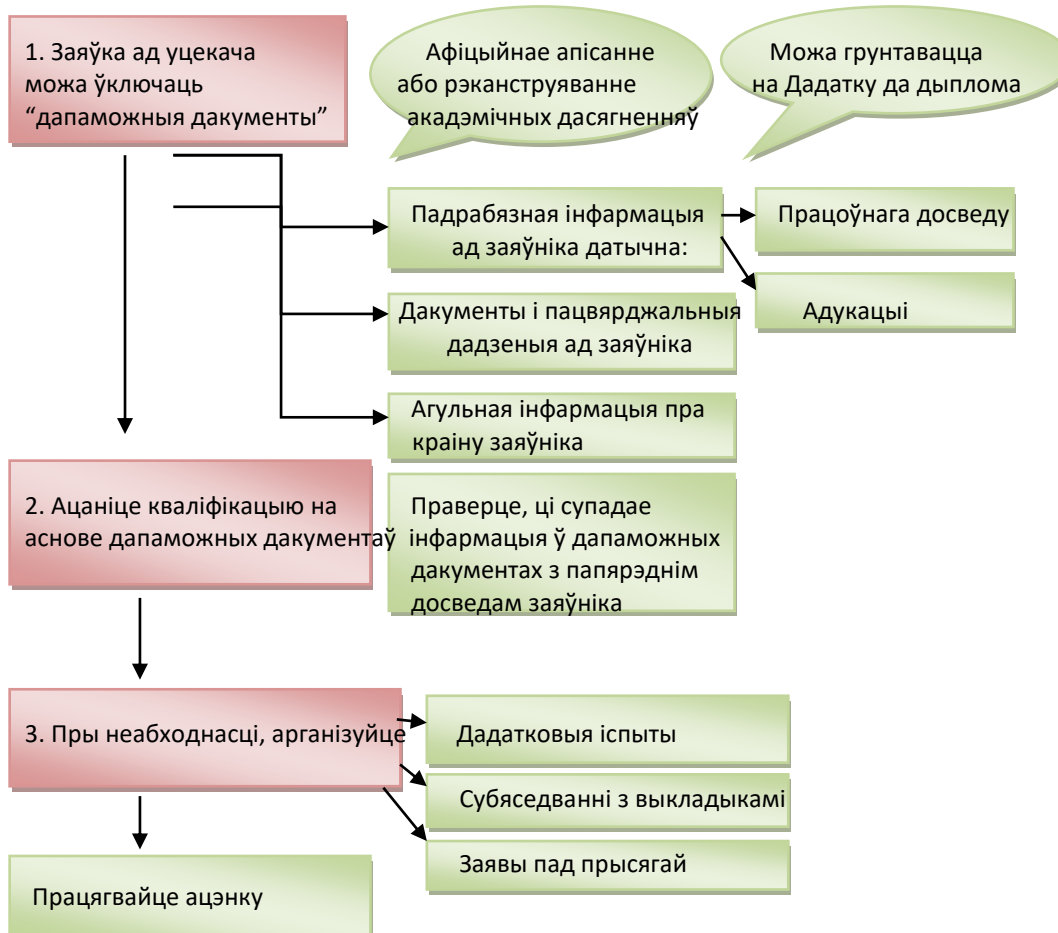 1. Заяўка ад уцекача
можа ўключаць
“дапаможныя дакументы”
Афіцыйнае апісанне
або рэканструяванне
акадэмічных дасягненняў
Можа грунтавацца
на Дадатку да дыплома
Падрабязная інфармацыя
ад заяўніка датычна:
Працоўнага досведу
Адукацыі
Дакументы і пацвярджальныя
дадзеныя ад заяўніка
Агульная інфармацыя пра
краіну заяўніка
2. Ацаніце кваліфікацыю на
аснове дапаможных дакументаў
Праверце, ці супадае
інфармацыя ў дапаможных
дакументах з папярэднім
досведам заяўніка
3. Пры неабходнасці, арганізуйце
Дадатковыя іспыты
Субяседванні з выкладыкамі
Заявы пад прысягай
Працягвайце ацэнку